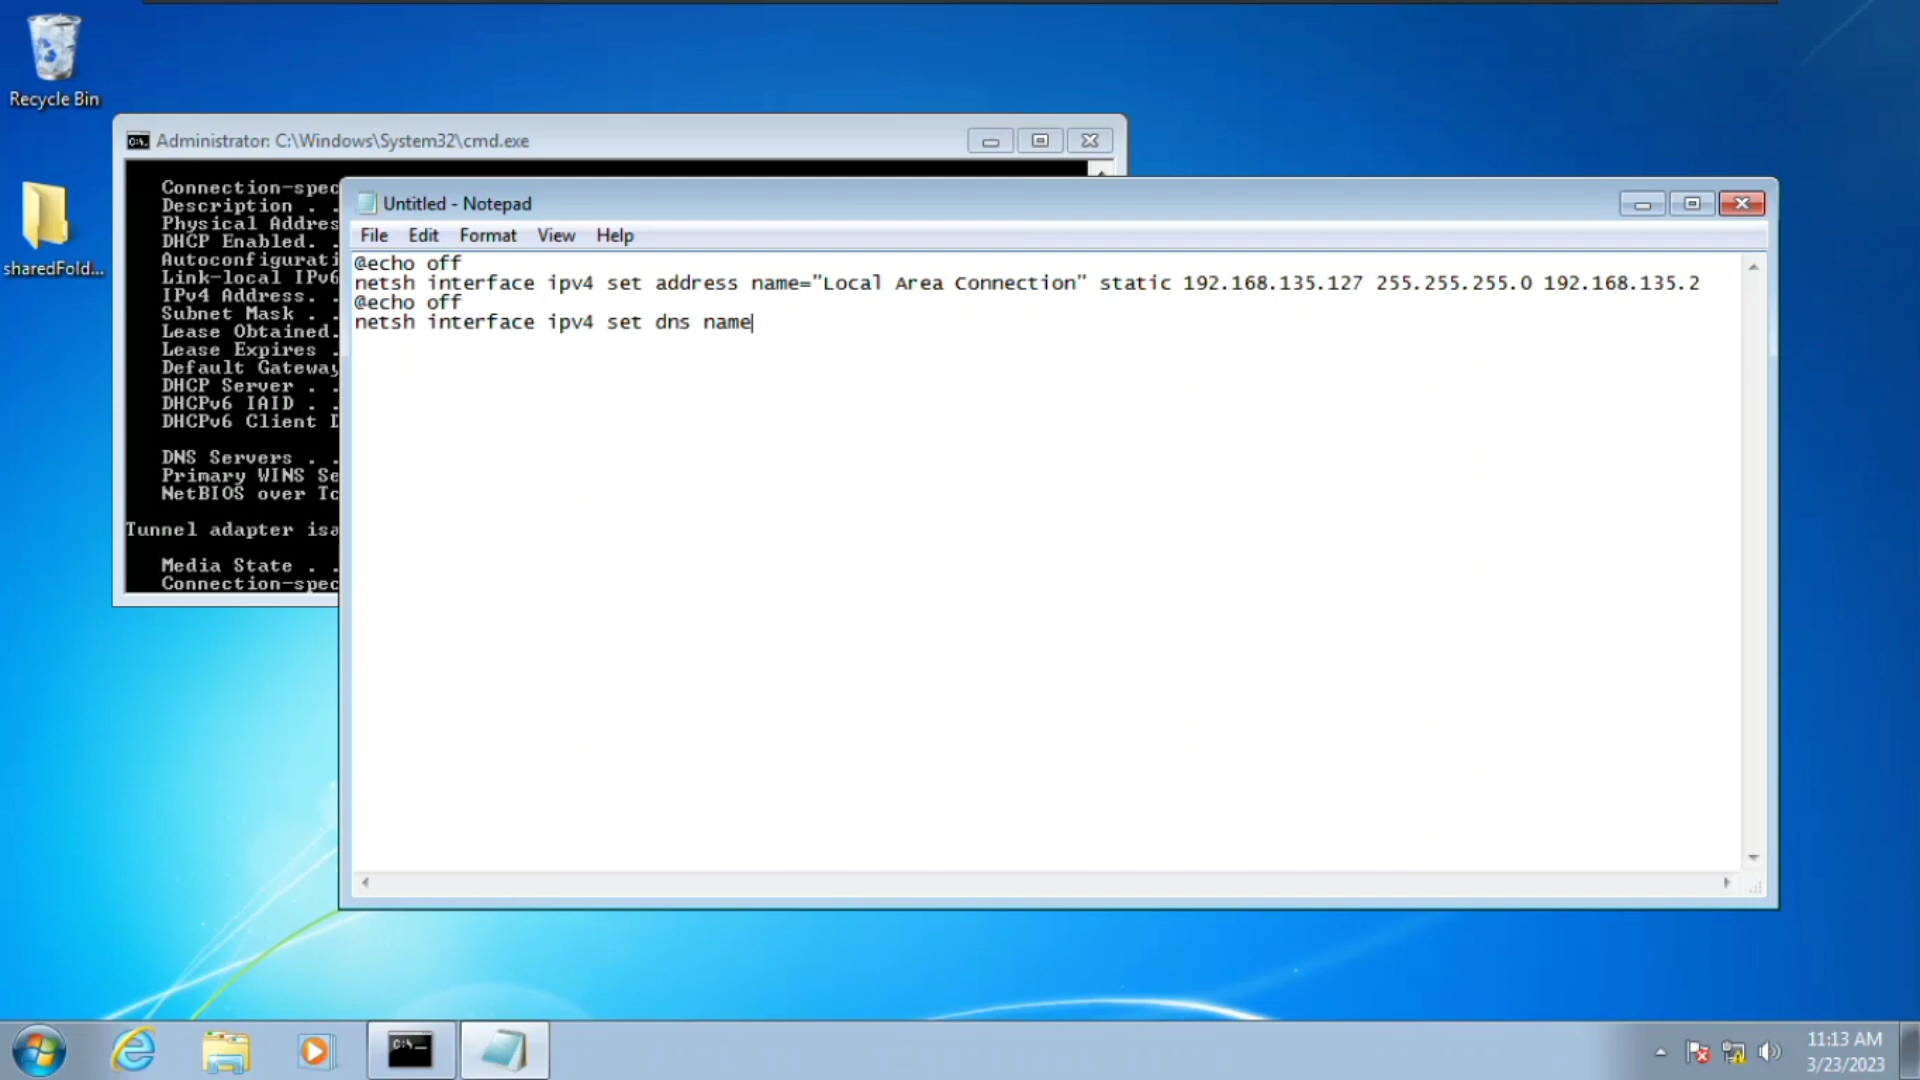 Recycle Bin
sharedFold...
Administrator: C:\Windows\System32\cmd.exe
Connection-spec
Description . .
Physical Addres
DHCP Enabled. .
Autoconfigurati
Link-local IPv6
IPv4 Address. .
Subnet Mask . .
Lease Obtained.
Lease Expires .
Default Gateway
DHCP Server . .
DHCPv6 IAID . .
DHCPv6 Client D
DNS Servers . .
Primary WINS Se
NetBIOS over Tc
Tunnel adapter isa
Media State . .
Connection-spec
Untitled - Notepad
File Edit Format View Help
@echo off
netsh interface ipv4 set address name="Local Area Connection" static 192.168.135.127 255.255.255.0 192.168.135.2
@echo off
netsh interface ipv4 set dns name
C:\_
11:13 AM
3/23/2023